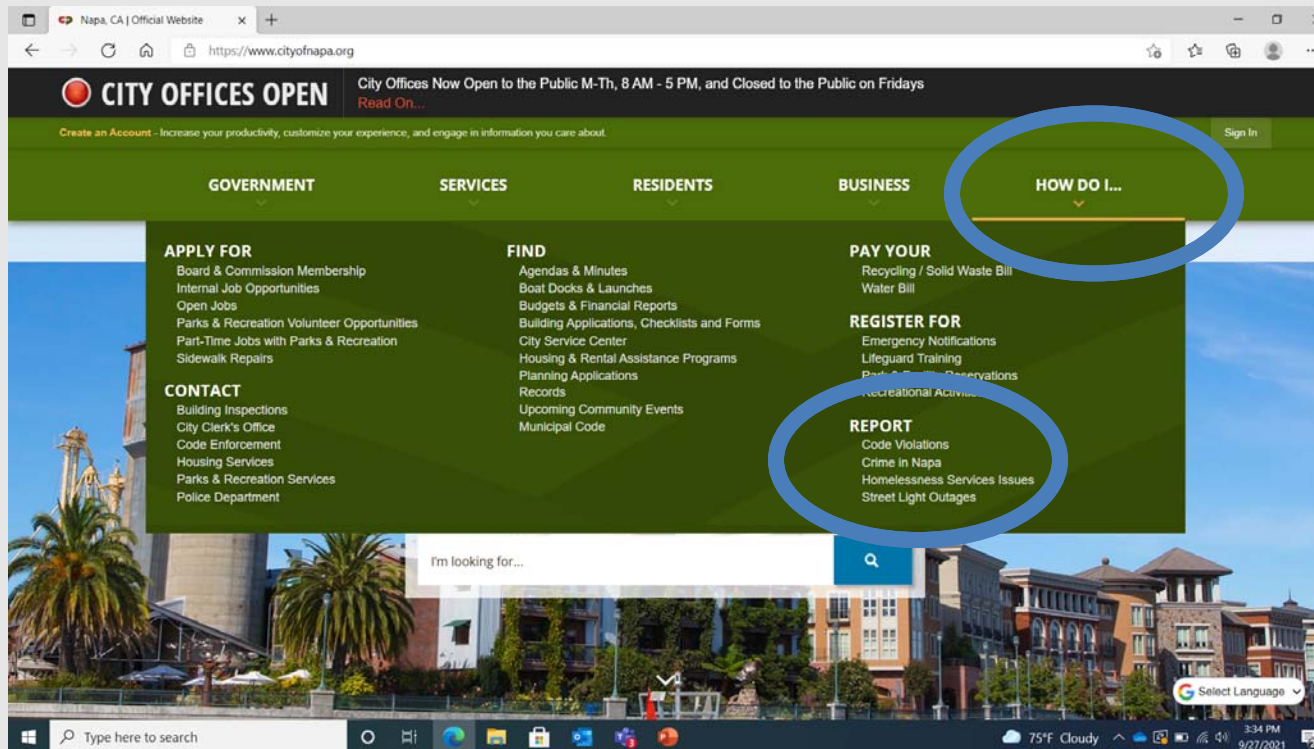 Napa, CA | Official Website
https://www.cityofnapa.org
CITY OFFICES OPEN
City Offices Now Open to the Public M-Th, 8 AM - 5 PM, and Closed to the Public on Fridays
Read On...
Create an Account - Increase your productivity, customize your experience, and engage in information you care about.
Sign In
GOVERNMENT SERVICES RESIDENTS BUSINESS HOW DO I...
APPLY FOR
Board & Commission Membership
Internal Job Opportunities
Open Jobs
Parks & Recreation Volunteer Opportunities
Part-Time Jobs with Parks & Recreation
Sidewalk Repairs
CONTACT
Building Inspections
City Clerk's Office
Code Enforcement
Housing Services
Parks & Recreation Services
Police Department
FIND
Agendas & Minutes
Boat Docks & Launches
Budgets & Financial Reports
Building Applications, Checklists and Forms
City Service Center
Housing & Rental Assistance Programs
Planning Applications
Records
Upcoming Community Events
Municipal Code
PAY YOUR
Recycling / Solid Waste Bill
Water Bill
REGISTER FOR
Emergency Notifications
Lifeguard Training
Reservations
Recreational
REPORT
Code Violations
Crime in Napa
Homelessness Services Issues
Street Light Outages
I'm looking for...
Select Language
Type here to search
75°F Cloudy
3:34 PM
9/27/2021